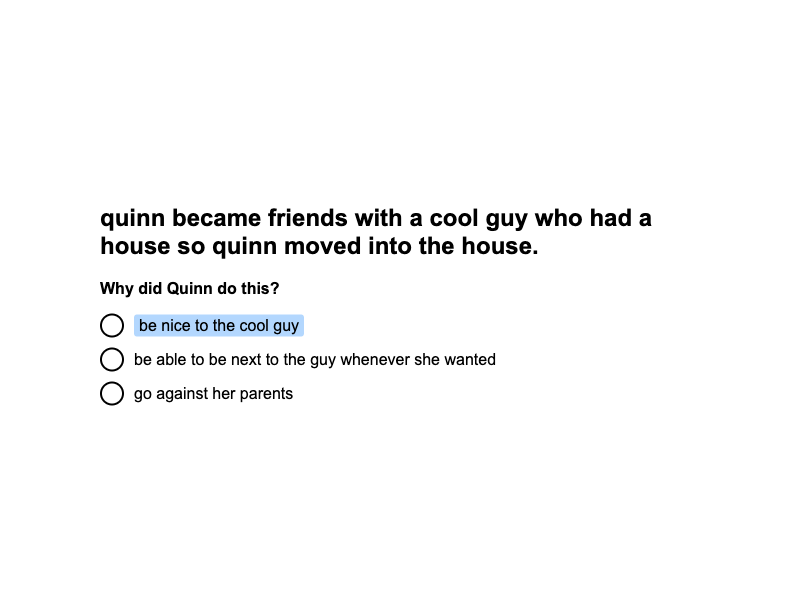 quinn became friends with a cool guy who had a
house so quinn moved into the house.
Why did Quinn do this?
be nice to the cool guy
be able to be next to the guy whenever she wanted
go against her parents